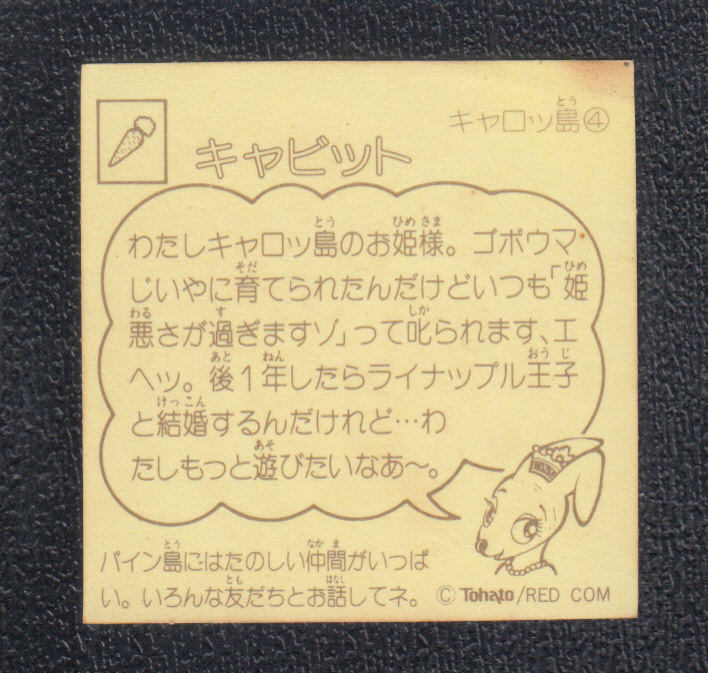 キャロッ島④
キャビット
わたしキャロッ島のお姫様。ゴボウマ
じいやに育てられたんだけどいつも「姫
悪さが過ぎますゾ」って叱られます、エ
ヘッ。後1年したらライナップル王子
と結婚するんだけれど…わ
たしもっと遊びたいなあ〜。
パイン島にはたのしい仲間がいっぱ
い。いろんな友だちとお話してネ。
© Tohato/RED COM